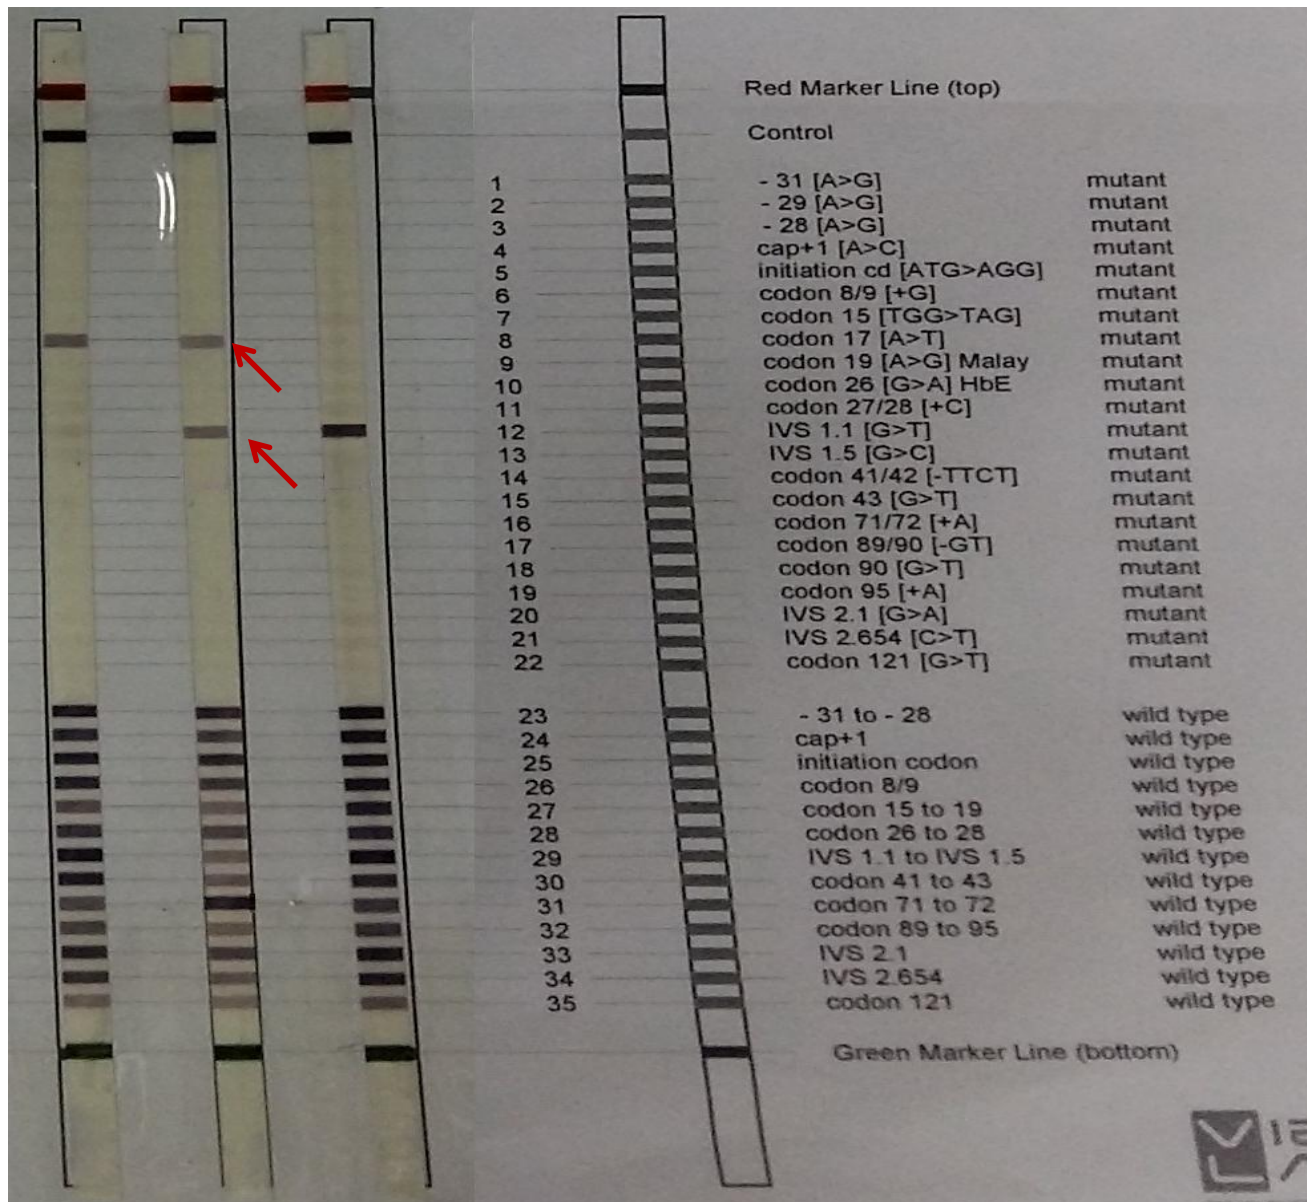 Red Marker Line (top)
Control
1 - 31 [A>G] mutant
2 - 29 [A>G] mutant
3 - 28 [A>G] mutant
4 cap+1 [A>C] mutant
5 initiation cd [ATG>AGG] mutant
6 codon 8/9 [+G] mutant
7 codon 15 [TGG>TAG] mutant
8 codon 17 [A>T] mutant
9 codon 19 [A>G] Malay mutant
10 codon 26 [G>A] HbE mutant
11 codon 27/28 [+C] mutant
12 IVS 1.1 [G>T] mutant
13 IVS 1.5 [G>C] mutant
14 codon 41/42 [-TTCT] mutant
15 codon 43 [G>T] mutant
16 codon 71/72 [+A] mutant
17 codon 89/90 [-GT] mutant
18 codon 90 [G>T] mutant
19 codon 95 [+A] mutant
20 IVS 2.1 [G>A] mutant
21 IVS 2.654 [C>T] mutant
22 codon 121 [G>T] mutant
23 - 31 to - 28 wild type
24 cap+1 wild type
25 initiation codon wild type
26 codon 8/9 wild type
27 codon 15 to 19 wild type
28 codon 26 to 28 wild type
29 IVS 1.1 to IVS 1.5 wild type
30 codon 41 to 43 wild type
31 codon 71 to 72 wild type
32 codon 89 to 95 wild type
33 IVS 2.1 wild type
34 IVS 2.654 wild type
35 codon 121 wild type
Green Marker Line (bottom)